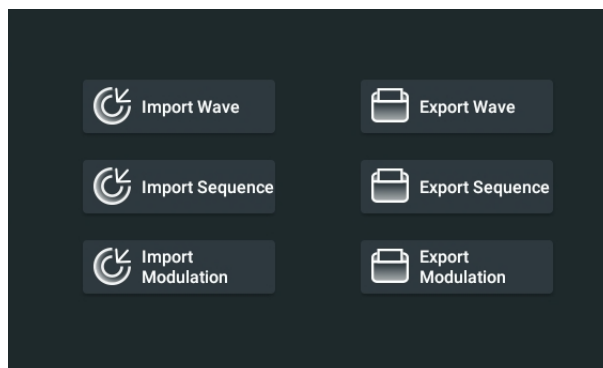 Import Wave
Export Wave
Import Sequence
Export Sequence
Import
Modulation
Export
Modulation